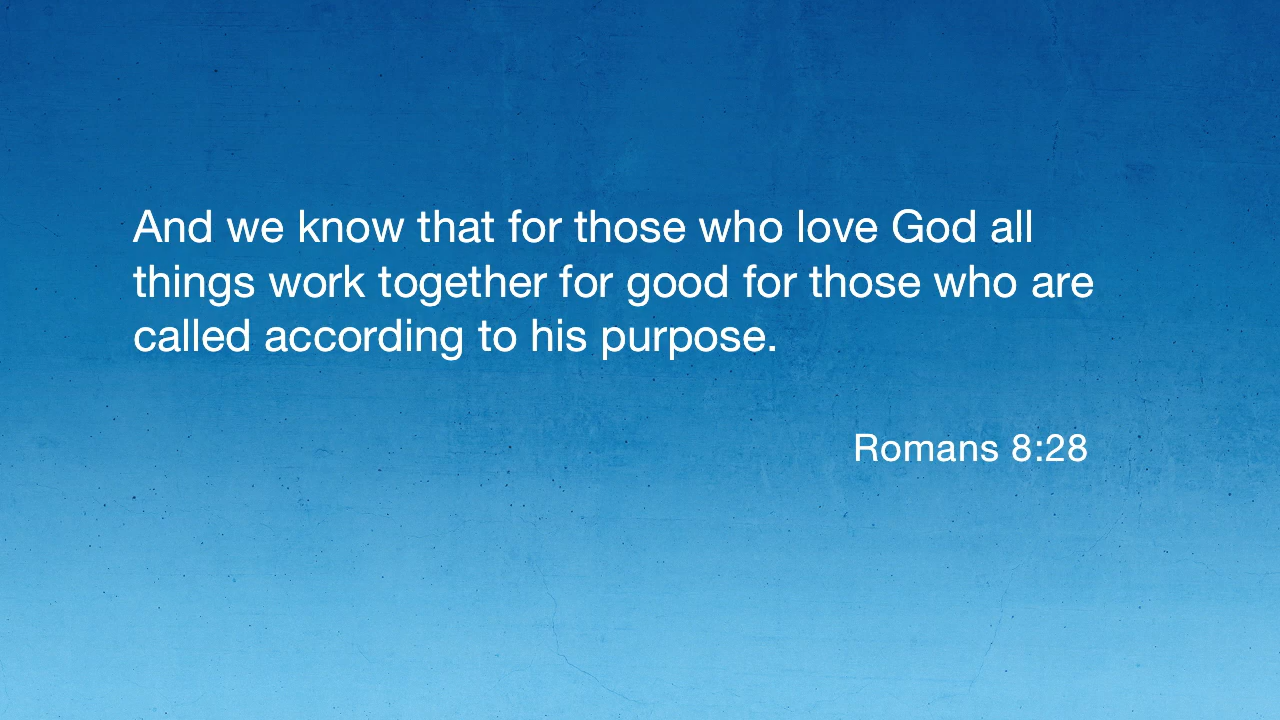 And we know that for those who love God all
things work together for good for those who are
called according to his purpose.
Romans 8:28